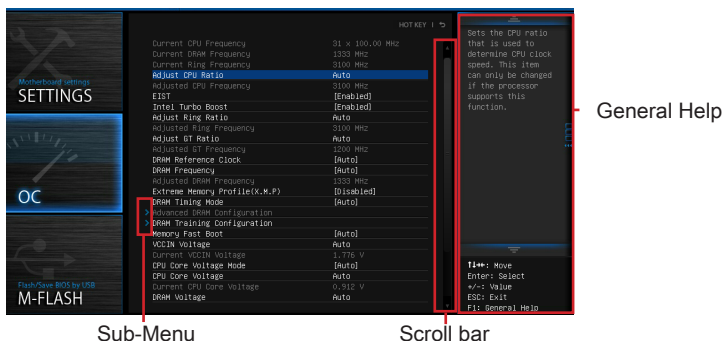 HOT KEY
Motherboard settings
SETTINGS
OC
Flash/Save BIOS by USB
M-FLASH
Current CPU Frequency 31 x 100.00 MHz
Current DRAM Frequency 1333 MHz
Current Ring Frequency 3100 MHz
Adjust CPU Ratio Auto
Adjusted CPU Frequency 3100 MHz
EIST [Enabled]
Intel Turbo Boost [Enabled]
Adjust Ring Ratio Auto
Adjusted Ring Frequency 3100 MHz
Adjust GT Ratio Auto
Adjusted GT Frequency 1200 MHz
DRAM Reference Clock [Auto]
DRAM Frequency [Auto]
Adjusted DRAM Frequency 1333 MHz
Extreme Memory Profile(X.M.P) [Disabled]
DRAM Timing Mode [Auto]
> Advanced DRAM Configuration
> DRAM Training Configuration
Memory Fast Boot [Auto]
VCCIN Voltage Auto
Current VCCIN Voltage 1.776 V
CPU Core Voltage Mode [Auto]
CPU Core Voltage Auto
Current CPU Core Voltage 0.912 V
DRAM Voltage Auto
Sets the CPU ratio
that is used to
determine CPU clock
speed. This item
can only be changed
if the processor
supports this
function.
↑↓←→: Move
Enter: Select
+/-: Value
ESC: Exit
F1: General Help
General Help
Sub-Menu
Scroll bar